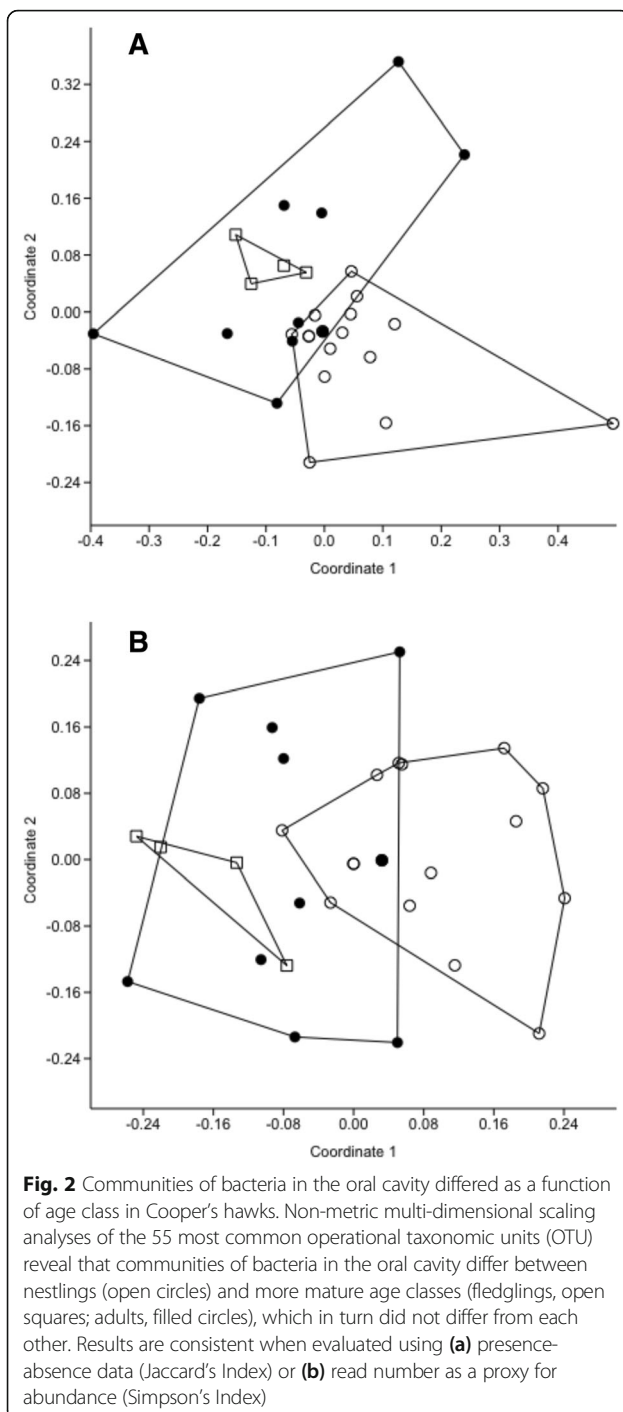 A
0.32
0.24
0.16
0.08
0.00
-0.08
-0.16
-0.24
Coordinate 2
-0.4 -0.3 -0.2 -0.1 0.0 0.1 0.2 0.3 0.4
Coordinate 1
B
0.24
0.16
0.08
0.00
-0.08
-0.16
-0.24
Coordinate 2
-0.24 -0.16 -0.08 0.00 0.08 0.16 0.24
Coordinate 1
Fig. 2 Communities of bacteria in the oral cavity differed as a function
of age class in Cooper's hawks. Non-metric multi-dimensional scaling
analyses of the 55 most common operational taxonomic units (OTU)
reveal that communities of bacteria in the oral cavity differ between
nestlings (open circles) and more mature age classes (fledglings, open
squares; adults, filled circles), which in turn did not differ from each
other. Results are consistent when evaluated using (a) presence-
absence data (Jaccard's Index) or (b) read number as a proxy for
abundance (Simpson's Index)